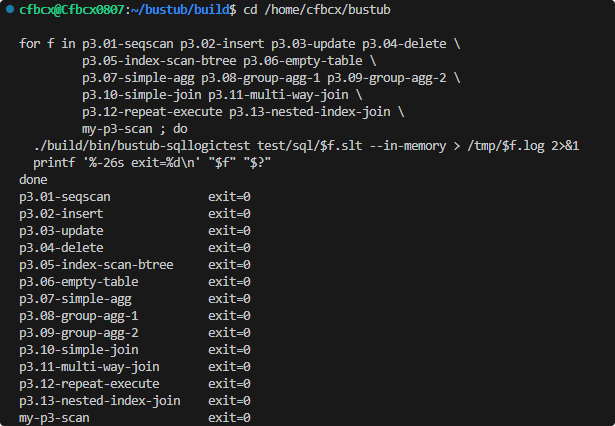 cfbcx@Cfbcx0807:~/bustub/build$ cd /home/cfbcx/bustub

for f in p3.01-seqscan p3.02-insert p3.03-update p3.04-delete \
         p3.05-index-scan-btree p3.06-empty-table \
         p3.07-simple-agg p3.08-group-agg-1 p3.09-group-agg-2 \
         p3.10-simple-join p3.11-multi-way-join \
         p3.12-repeat-execute p3.13-nested-index-join \
         my-p3-scan ; do
  ./build/bin/bustub-sqllogictest test/sql/$f.slt --in-memory > /tmp/$f.log 2>&1
  printf '%-26s exit=%d\n' "$f" "$?"
done
p3.01-seqscan              exit=0
p3.02-insert               exit=0
p3.03-update               exit=0
p3.04-delete               exit=0
p3.05-index-scan-btree     exit=0
p3.06-empty-table          exit=0
p3.07-simple-agg           exit=0
p3.08-group-agg-1          exit=0
p3.09-group-agg-2          exit=0
p3.10-simple-join          exit=0
p3.11-multi-way-join       exit=0
p3.12-repeat-execute       exit=0
p3.13-nested-index-join    exit=0
my-p3-scan                 exit=0